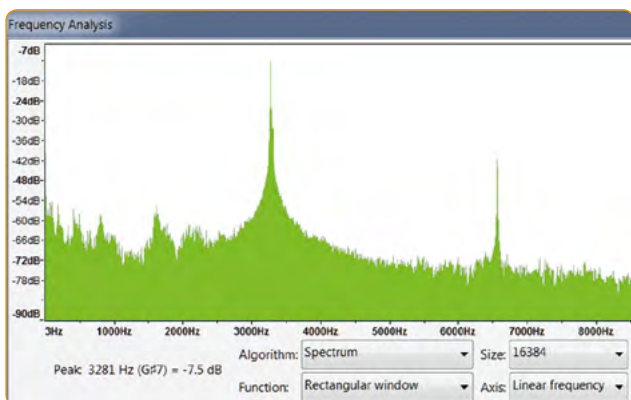 Frequency Analysis
-7dB
-18dB
-24dB
-30dB
-36dB
-42dB
-48dB
-54dB
-60dB
-66dB
-72dB
-78dB
-90dB
3Hz 1000Hz 2000Hz 3000Hz 4000Hz 5000Hz 6000Hz 7000Hz 8000Hz
Algorithm: Spectrum Size: 16384
Peak: 3281 Hz (G#7) = -7.5 dB
Function: Rectangular window Axis: Linear frequency